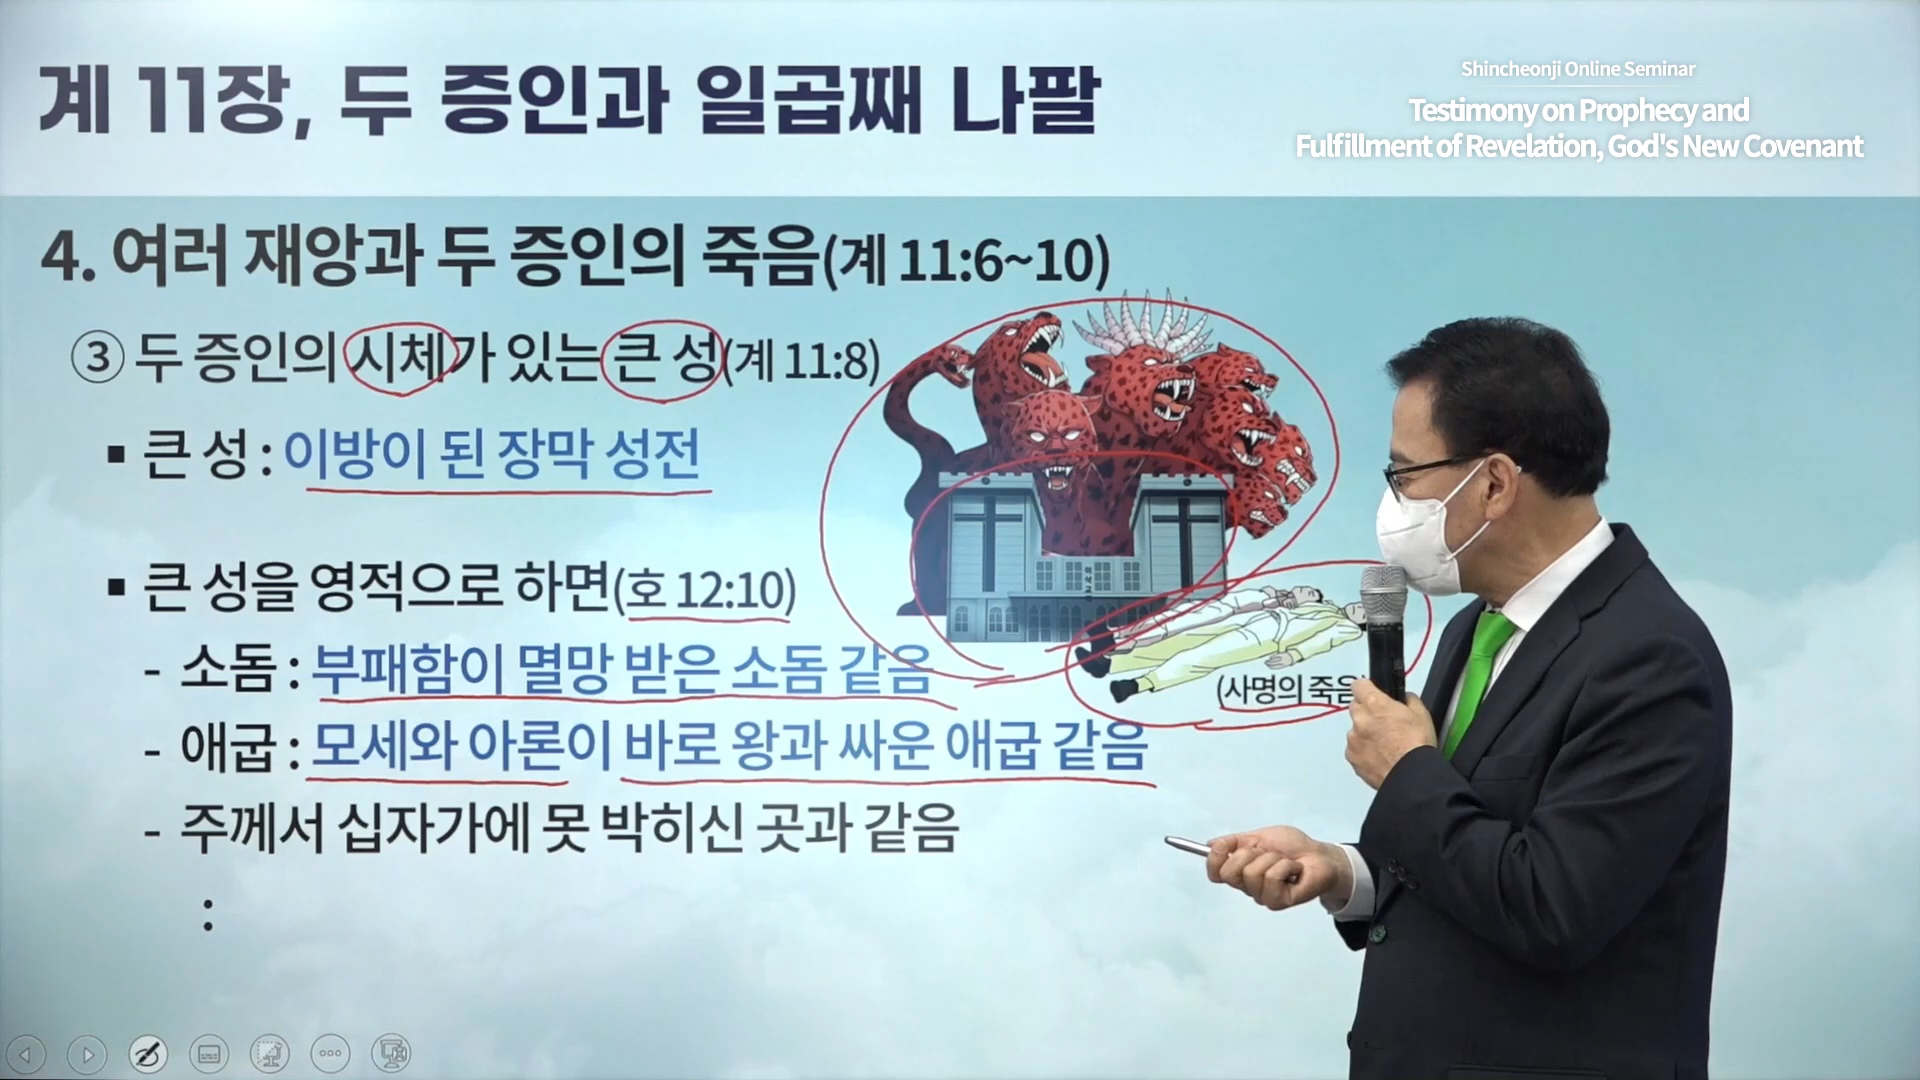 계 11장, 두 증인과 일곱째 나팔
Shincheonji Online Seminar
Testimony on Prophecy and
Fulfillment of Revelation, God's New Covenant
4. 여러 재앙과 두 증인의 죽음(계 11:6~10)
③ 두 증인의 시체가 있는 큰 성(계 11:8)
▪ 큰 성 : 이방이 된 장막 성전
▪ 큰 성을 영적으로 하면(호 12:10)
- 소돔 : 부패함이 멸망 받은 소돔 같음
(사명의 죽음)
- 애굽 : 모세와 아론이 바로 왕과 싸운 애굽 같음
- 주께서 십자가에 못 박히신 곳과 같음
: